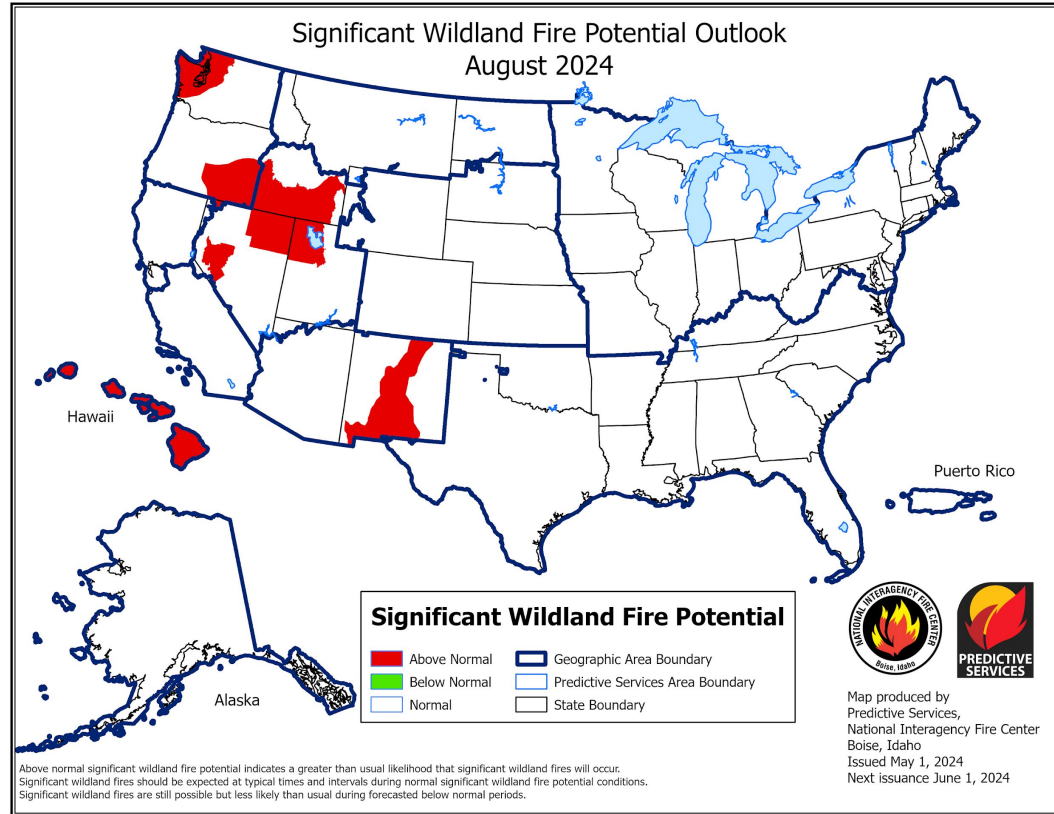 Significant Wildland Fire Potential Outlook
August 2024
Hawaii
Puerto Rico
Alaska
Significant Wildland Fire Potential
Above Normal
Geographic Area Boundary
Below Normal
Predictive Services Area Boundary
Normal
State Boundary
NATIONAL INTERAGENCY FIRE CENTER
Boise, Idaho
PREDICTIVE
SERVICES
Map produced by
Predictive Services,
National Interagency Fire Center
Boise, Idaho
Issued May 1, 2024
Next issuance June 1, 2024
Above normal significant wildland fire potential indicates a greater than usual likelihood that significant wildland fires will occur.
Significant wildland fires should be expected at typical times and intervals during normal significant wildland fire potential conditions.
Significant wildland fires are still possible but less likely than usual during forecasted below normal periods.